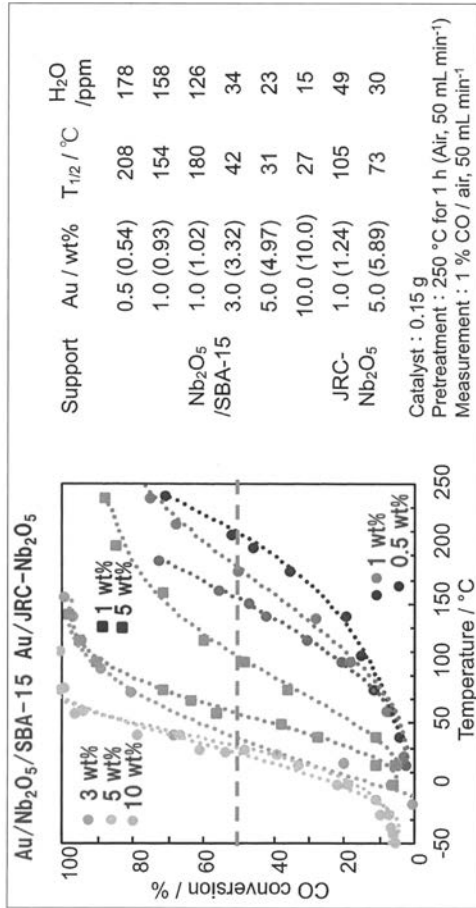 Au/Nb2O5/SBA-15 Au/JRC-Nb2O5
CO conversion / %
100
80
60
40
20
0
3 wt%
5 wt%
10 wt%
1 wt%
5 wt%
1 wt%
0.5 wt%
-50
0
50
100
150
200
250
Temperature / °C
Support Au / wt% T1/2 / °C H2O /ppm
0.5 (0.54) 208 178
1.0 (0.93) 154 158
Nb2O5 1.0 (1.02) 180 126
/SBA-15 3.0 (3.32) 42 34
5.0 (4.97) 31 23
10.0 (10.0) 27 15
JRC- 1.0 (1.24) 105 49
Nb2O5 5.0 (5.89) 73 30
Catalyst : 0.15 g
Pretreatment : 250 °C for 1 h (Air, 50 mL min-1)
Measurement : 1 % CO / air, 50 mL min-1